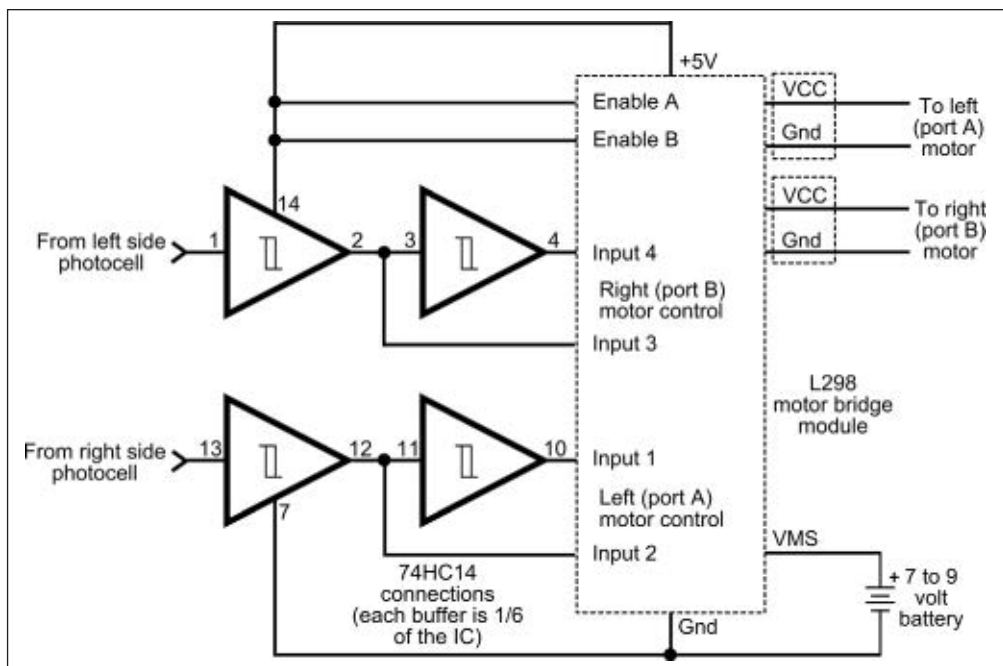 +5V
Enable A
Enable B
VCC
Gnd
To left
(port A)
motor
VCC
Gnd
To right
(port B)
motor
From left side
photocell
1
14
2
3
4
Input 4
Right (port B)
motor control
Input 3
L298
motor bridge
module
From right side
photocell
13
7
12
11
10
Input 1
Left (port A)
motor control
Input 2
VMS
74HC14
connections
(each buffer is 1/6
of the IC)
Gnd
+ 7 to 9
volt
battery